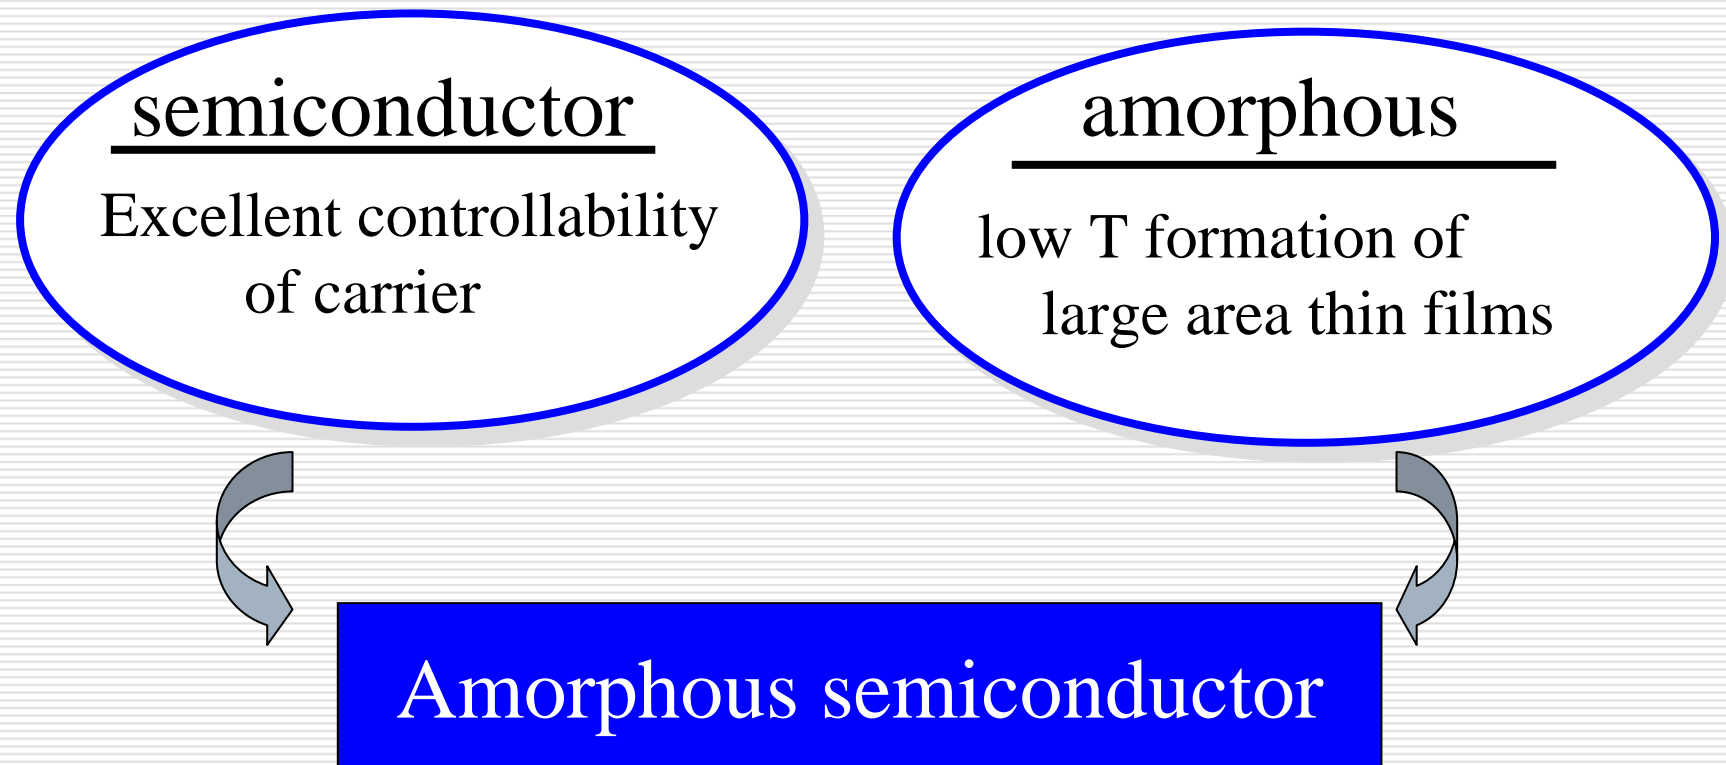 semiconductor
Excellent controllability
of carrier
amorphous
low T formation of
large area thin films
Amorphous semiconductor